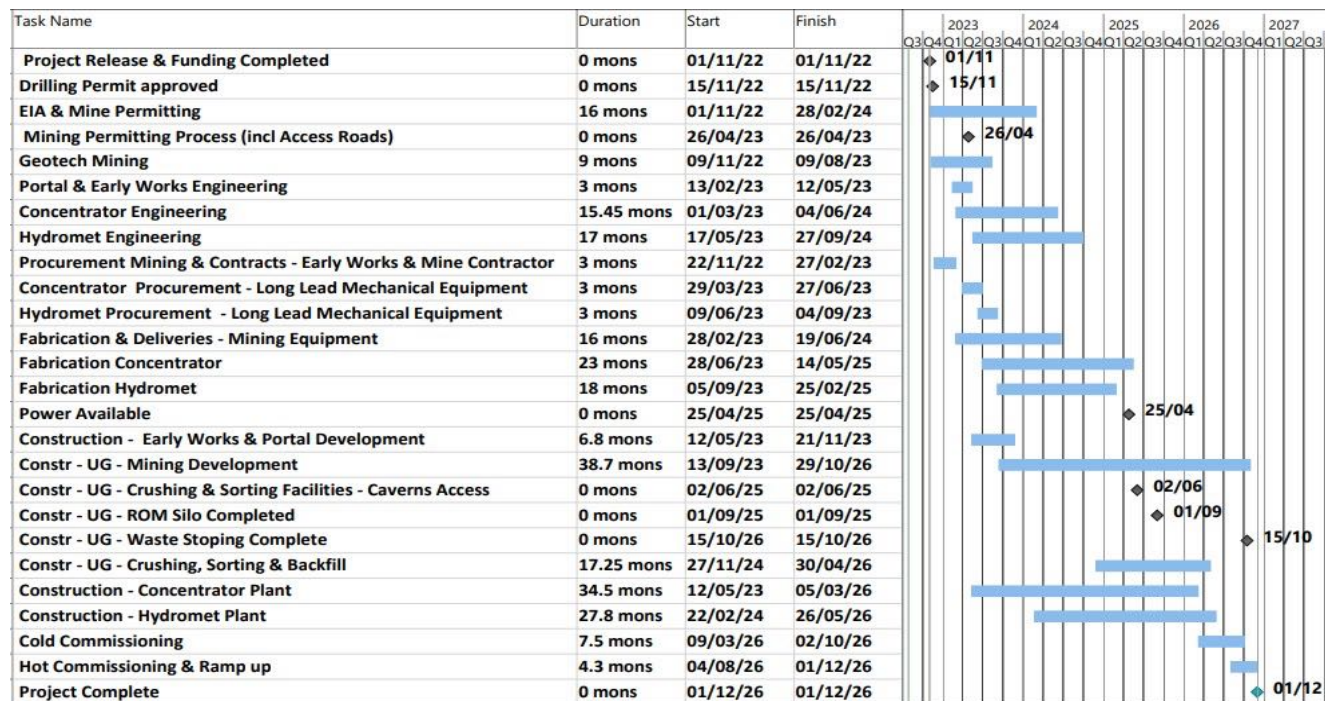 Task Name Duration Start Finish 2023 2024 2025 2026 2027
Q3 Q4 Q1 Q2 Q3 Q4 Q1 Q2 Q3 Q4 Q1 Q2 Q3 Q4 Q1 Q2 Q3 Q4 Q1 Q2 Q3
Project Release & Funding Completed 0 mons 01/11/22 01/11/22 01/11
Drilling Permit approved 0 mons 15/11/22 15/11/22 15/11
EIA & Mine Permitting 16 mons 01/11/22 28/02/24
Mining Permitting Process (incl Access Roads) 0 mons 26/04/23 26/04/23 26/04
Geotech Mining 9 mons 09/11/22 09/08/23
Portal & Early Works Engineering 3 mons 13/02/23 12/05/23
Concentrator Engineering 15.45 mons 01/03/23 04/06/24
Hydromet Engineering 17 mons 17/05/23 27/09/24
Procurement Mining & Contracts - Early Works & Mine Contractor 3 mons 22/11/22 27/02/23
Concentrator Procurement - Long Lead Mechanical Equipment 3 mons 29/03/23 27/06/23
Hydromet Procurement - Long Lead Mechanical Equipment 3 mons 09/06/23 04/09/23
Fabrication & Deliveries - Mining Equipment 16 mons 28/02/23 19/06/24
Fabrication Concentrator 23 mons 28/06/23 14/05/25
Fabrication Hydromet 18 mons 05/09/23 25/02/25
Power Available 0 mons 25/04/25 25/04/25 25/04
Construction - Early Works & Portal Development 6.8 mons 12/05/23 21/11/23
Constr - UG - Mining Development 38.7 mons 13/09/23 29/10/26
Constr - UG - Crushing & Sorting Facilities - Caverns Access 0 mons 02/06/25 02/06/25 02/06
Constr - UG - ROM Silo Completed 0 mons 01/09/25 01/09/25 01/09
Constr - UG - Waste Stoping Complete 0 mons 15/10/26 15/10/26 15/10
Constr - UG - Crushing, Sorting & Backfill 17.25 mons 27/11/24 30/04/26
Construction - Concentrator Plant 34.5 mons 12/05/23 05/03/26
Construction - Hydromet Plant 27.8 mons 22/02/24 26/05/26
Cold Commissioning 7.5 mons 09/03/26 02/10/26
Hot Commissioning & Ramp up 4.3 mons 04/08/26 01/12/26
Project Complete 0 mons 01/12/26 01/12/26 01/12